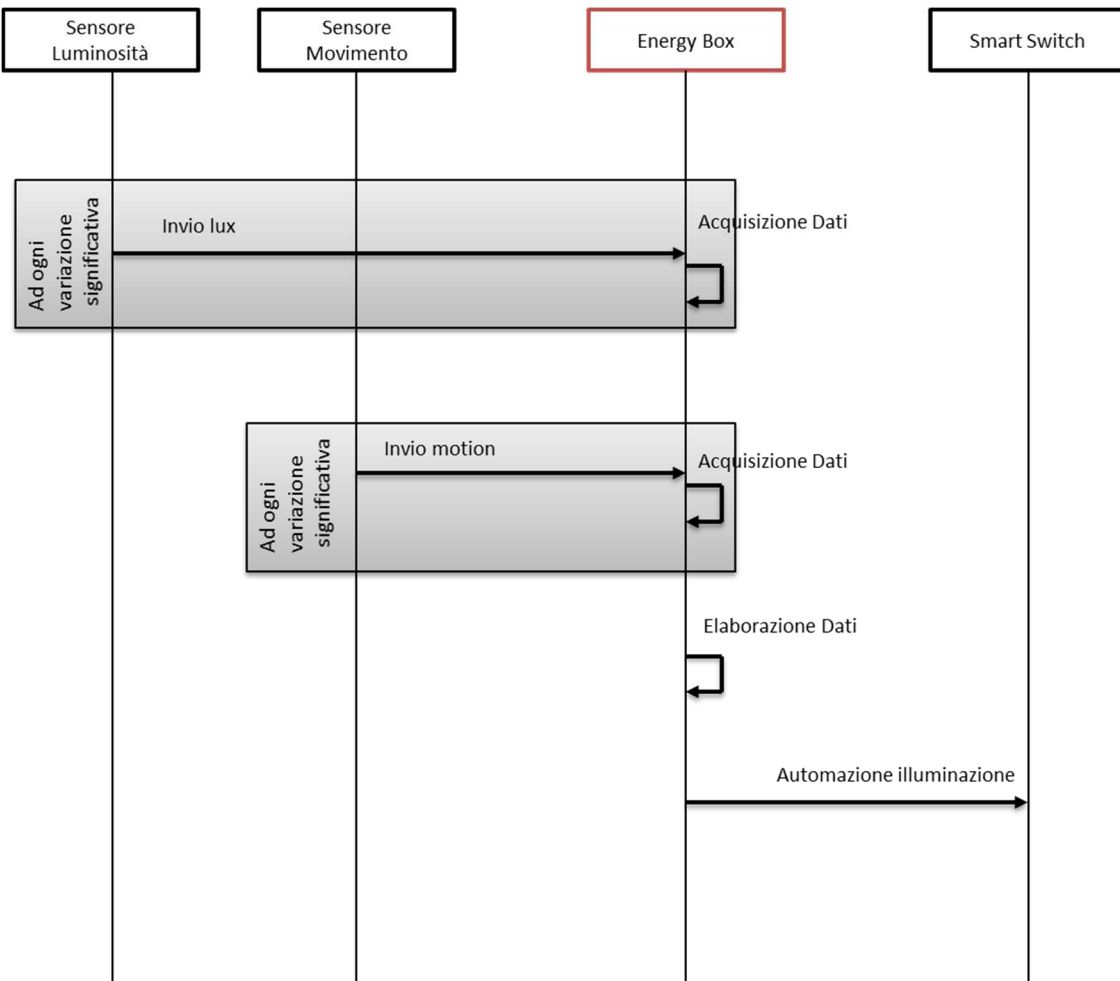 Sensore
Luminosità
Sensore
Movimento
Energy Box
Smart Switch
Ad ogni
variazione
significativa
Invio lux
Acquisizione Dati
Ad ogni
variazione
significativa
Invio motion
Acquisizione Dati
Elaborazione Dati
Automazione illuminazione